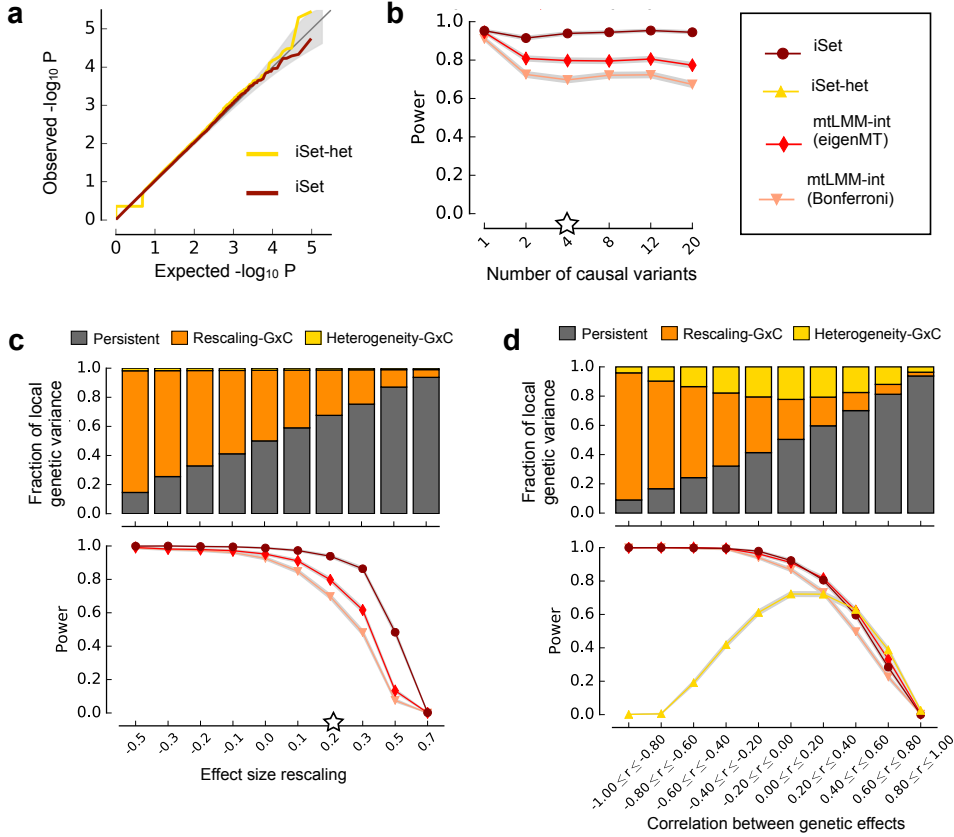 a
Observed -log₁₀ P
5
4
3
2
1
0
iSet-het
iSet
0
1
2
3
4
5
Expected -log₁₀ P
b
Power
1.0
0.8
0.6
0.4
0.2
0.0
1
2
4
8
12
20
Number of causal variants
iSet
iSet-het
mtLMM-int
(eigenMT)
mtLMM-int
(Bonferroni)
c
Persistent
Rescaling-GxC
Heterogeneity-GxC
Fraction of local
genetic variance
1.0
0.8
0.6
0.4
0.2
0.0
Power
1.0
0.8
0.6
0.4
0.2
0.0
-0.5
-0.3
-0.2
-0.1
0.0
0.1
0.2
0.3
0.5
0.7
Effect size rescaling
d
Persistent
Rescaling-GxC
Heterogeneity-GxC
Fraction of local
genetic variance
1.0
0.8
0.6
0.4
0.2
0.0
Power
1.0
0.8
0.6
0.4
0.2
0.0
-1.00 ≤ r ≤ -0.80
-0.80 ≤ r ≤ -0.60
-0.60 ≤ r ≤ -0.40
-0.40 ≤ r ≤ -0.20
-0.20 ≤ r ≤ 0.00
0.00 ≤ r ≤ 0.20
0.20 ≤ r ≤ 0.40
0.40 ≤ r ≤ 0.60
0.60 ≤ r ≤ 0.80
0.80 ≤ r ≤ 1.00
Correlation between genetic effects